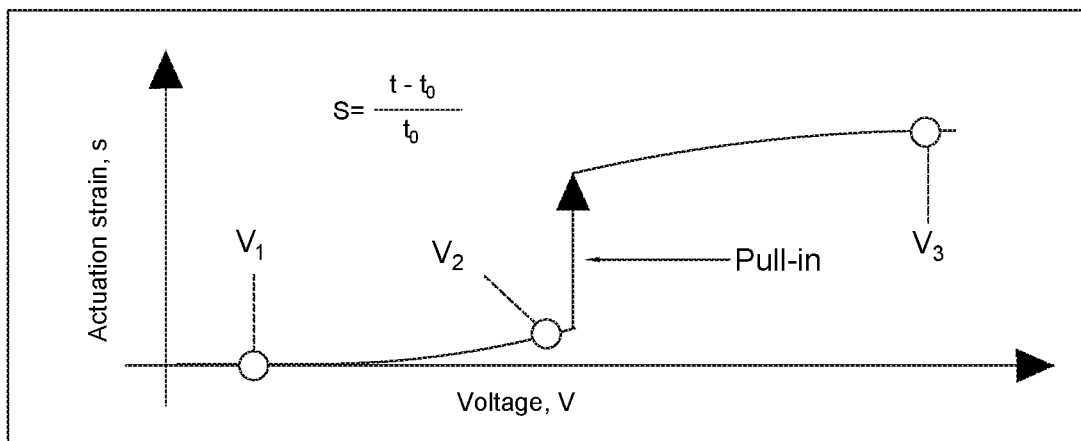 S= t - t₀ / t₀
V₁
V₂
V₃
Pull-in
Actuation strain, s
Voltage, V